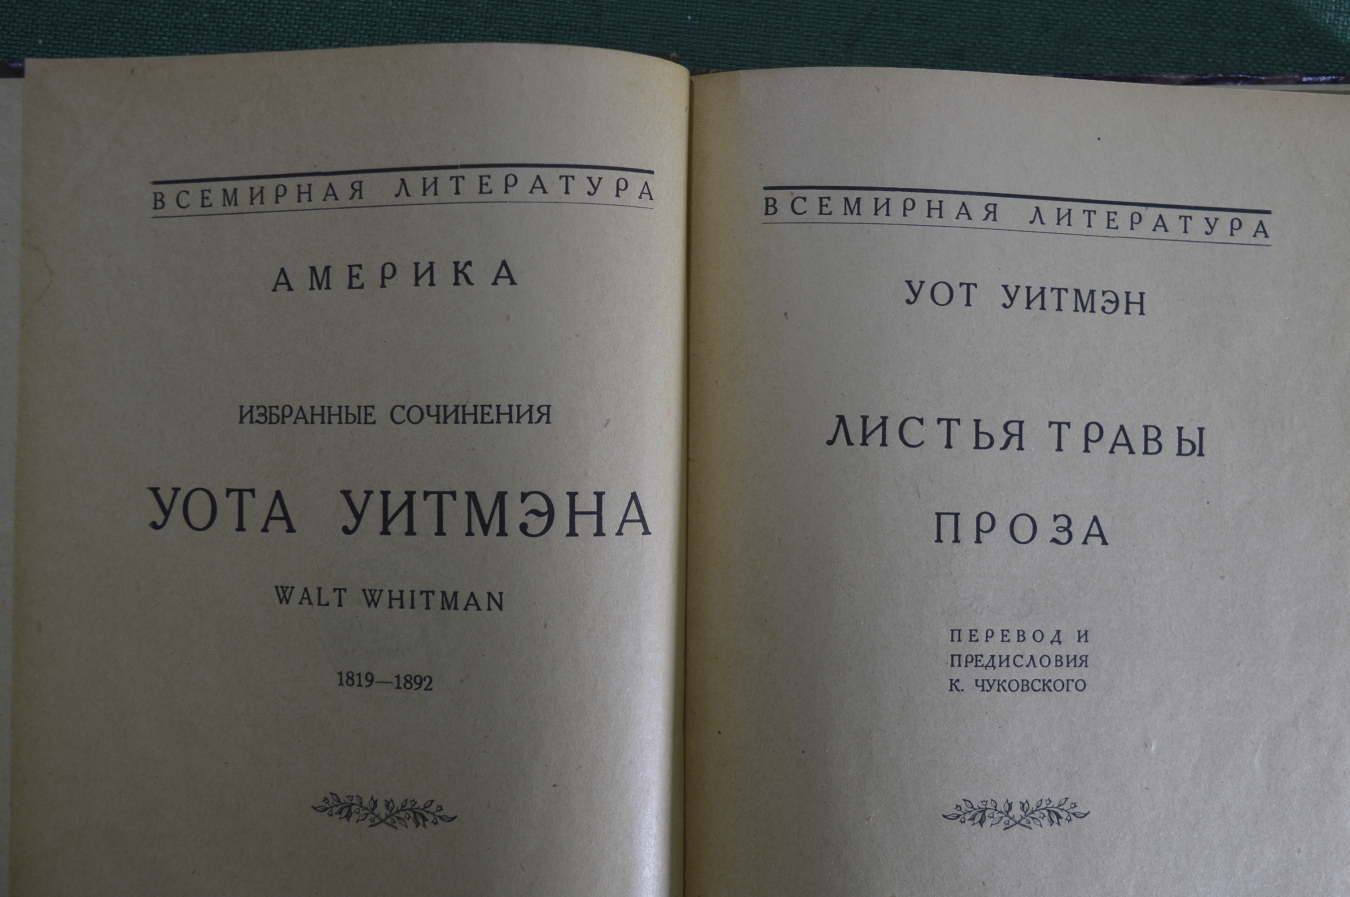 ВСЕМИРНАЯ ЛИТЕРАТУРА
АМЕРИКА
ИЗБРАННЫЕ СОЧИНЕНИЯ
УОТА УИТМЭНА
WALT WHITMAN
1819—1892
ВСЕМИРНАЯ ЛИТЕРАТУРА
УОТ УИТМЭН
ЛИСТЬЯ ТРАВЫ
ПРОЗА
ПЕРЕВОД И
ПРЕДИСЛОВИЯ
К. ЧУКОВСКОГО